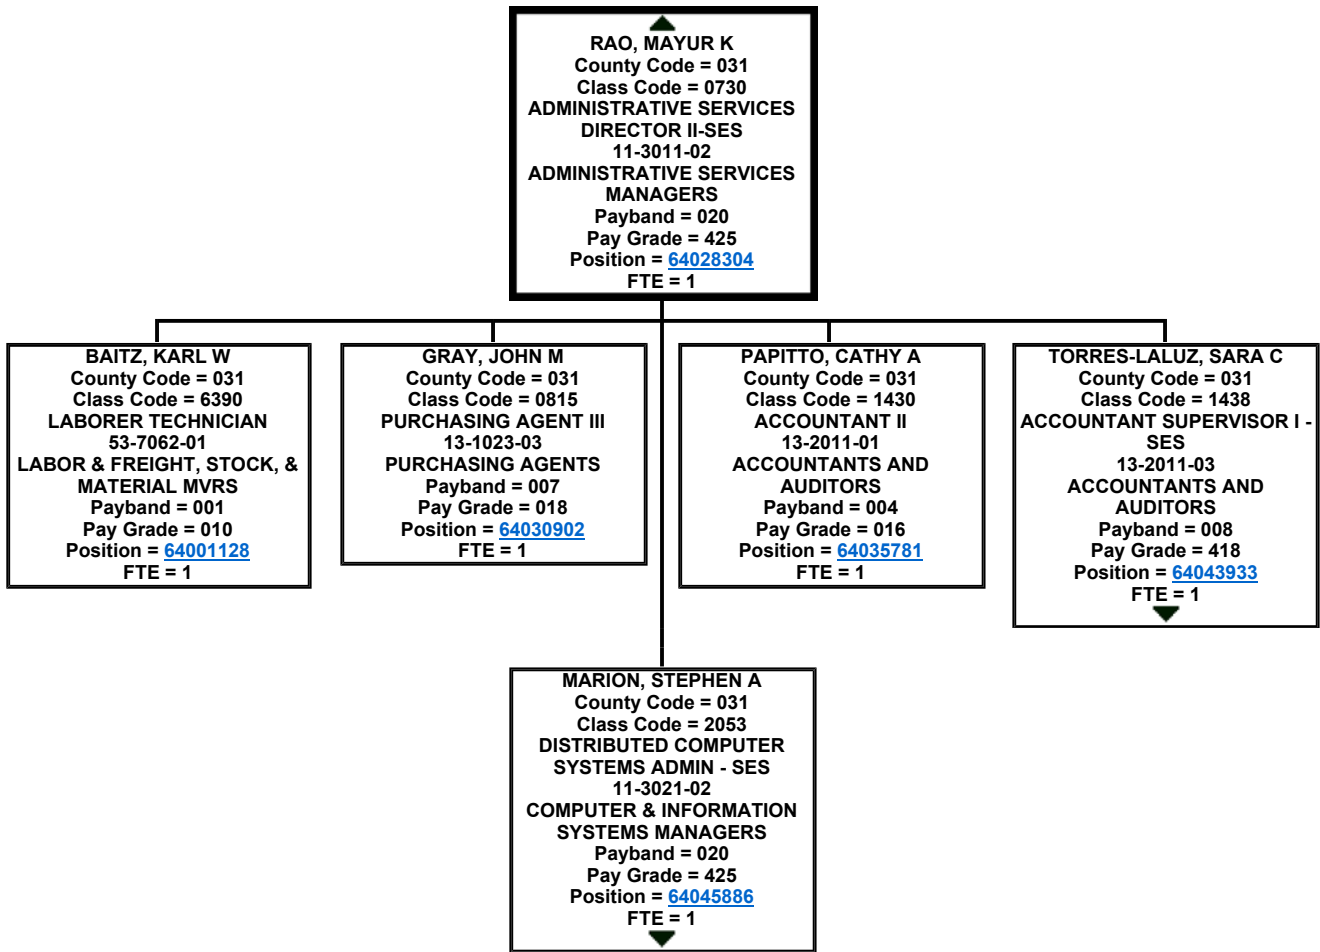 RAO, MAYUR K
County Code = 031
Class Code = 0730
ADMINISTRATIVE SERVICES
DIRECTOR II-SES
11-3011-02
ADMINISTRATIVE SERVICES
MANAGERS
Payband = 020
Pay Grade = 425
Position = 64028304
FTE = 1
BAITZ, KARL W
County Code = 031
Class Code = 6390
LABORER TECHNICIAN
53-7062-01
LABOR & FREIGHT, STOCK, &
MATERIAL MVRS
Payband = 001
Pay Grade = 010
Position = 64001128
FTE = 1
GRAY, JOHN M
County Code = 031
Class Code = 0815
PURCHASING AGENT III
13-1023-03
PURCHASING AGENTS
Payband = 007
Pay Grade = 018
Position = 64030902
FTE = 1
PAPITTO, CATHY A
County Code = 031
Class Code = 1430
ACCOUNTANT II
13-2011-01
ACCOUNTANTS AND
AUDITORS
Payband = 004
Pay Grade = 016
Position = 64035781
FTE = 1
TORRES-LALUZ, SARA C
County Code = 031
Class Code = 1438
ACCOUNTANT SUPERVISOR I -
SES
13-2011-03
ACCOUNTANTS AND
AUDITORS
Payband = 008
Pay Grade = 418
Position = 64043933
FTE = 1
MARION, STEPHEN A
County Code = 031
Class Code = 2053
DISTRIBUTED COMPUTER
SYSTEMS ADMIN - SES
11-3021-02
COMPUTER & INFORMATION
SYSTEMS MANAGERS
Payband = 020
Pay Grade = 425
Position = 64045886
FTE = 1